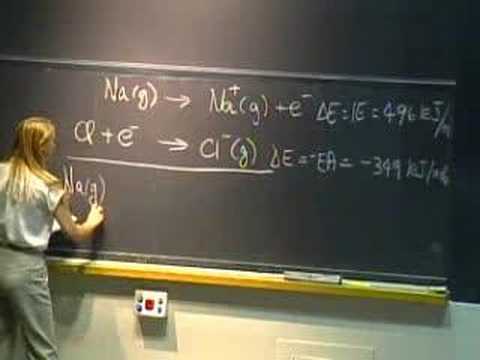 Na(g) → Na⁺(g) + e⁻ ΔE = IE = 496 kJ/m
Cl + e⁻ → Cl⁻(g) ΔE = -EA = -349 kJ/mol
Na(g)